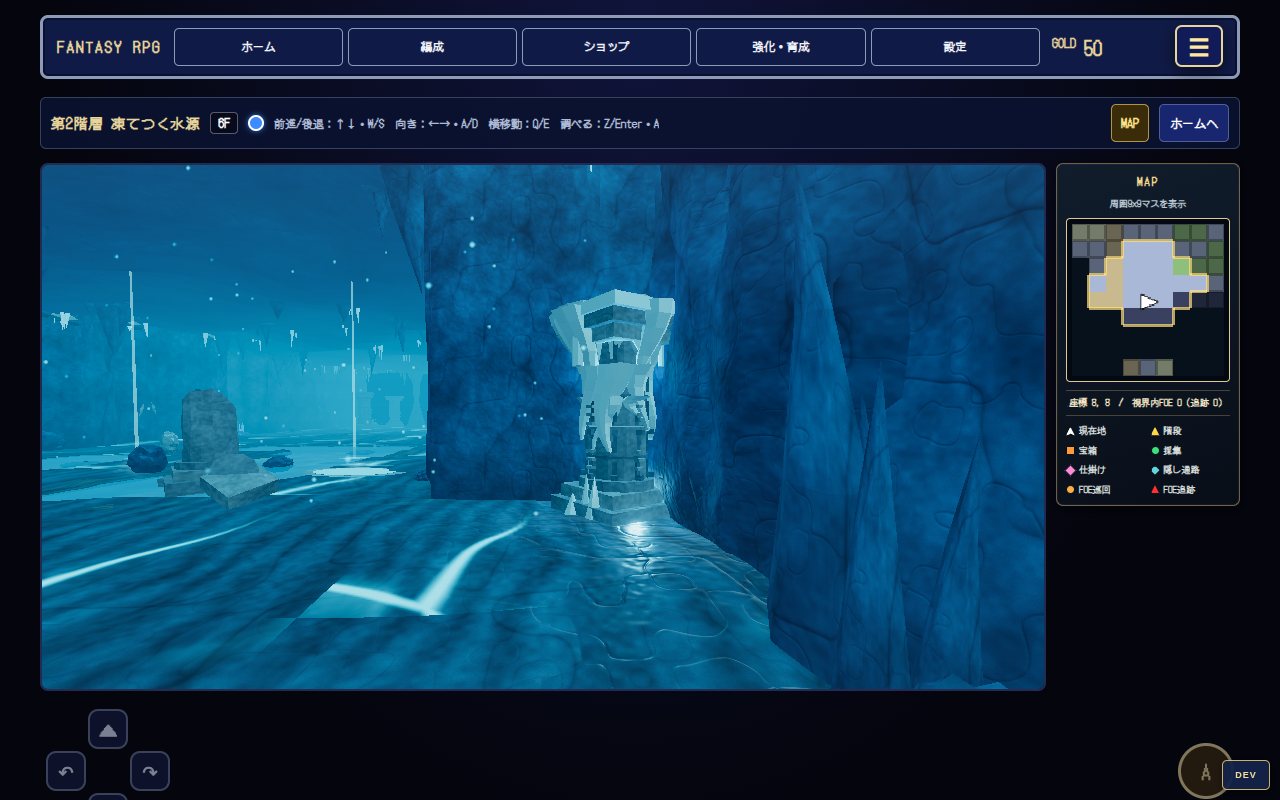 FANTASY RPG
ホーム
編成
ショップ
強化・育成
設定
GOLD 50
第2階層 凍てつく水源
6F
前進/後退：↑↓・W/S 向き：←→・A/D 横移動：Q/E 調べる：Z/Enter・A
MAP
ホームへ
MAP
周囲9x9マスを表示
座標 8, 8 / 視界内FOE 0（追跡 0）
現在地
階段
宝箱
採集
仕掛け
隠し通路
FOE巡回
FOE追跡
A
DEV